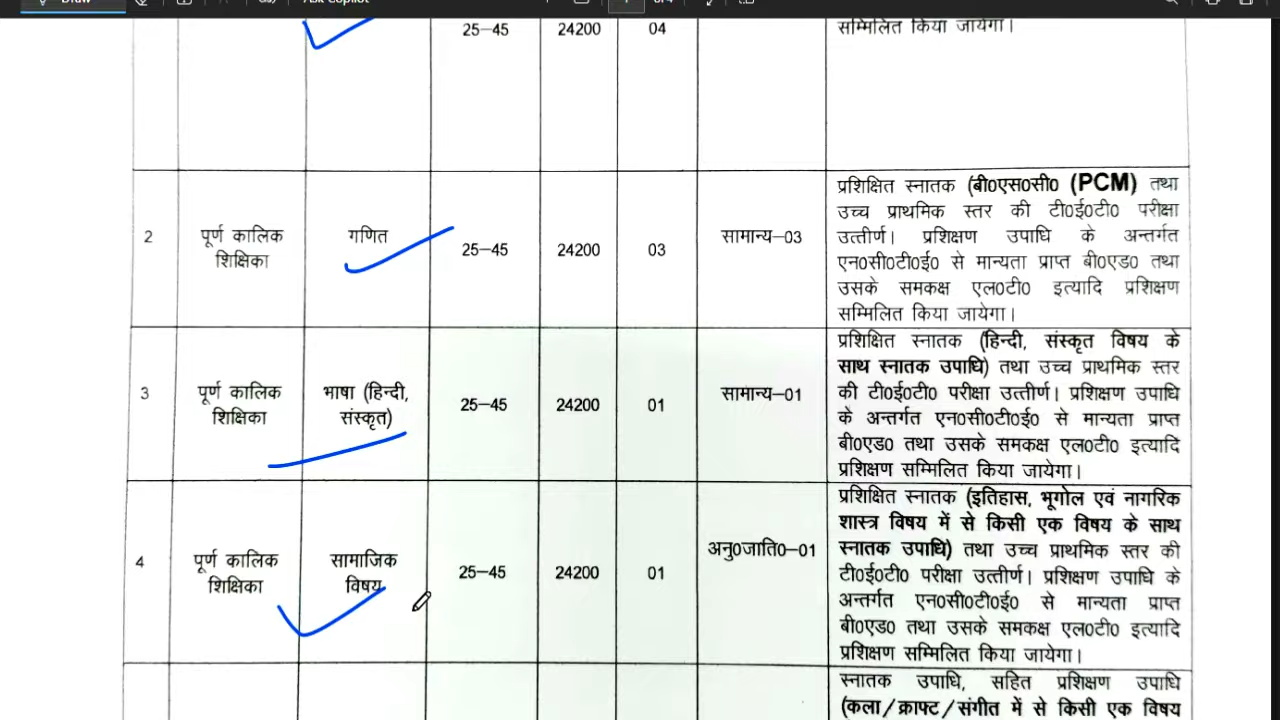 Draw
Ask Copilot
25-45 24200 04 सम्मिलित किया जायेगा।
2 पूर्ण कालिक शिक्षिका गणित 25-45 24200 03 सामान्य-03
प्रशिक्षित स्नातक (बी0एस0सी0 (PCM) तथा
उच्च प्राथमिक स्तर की टी0ई0टी0 परीक्षा
उत्तीर्ण। प्रशिक्षण उपाधि के अन्तर्गत
एन0सी0टी0ई0 से मान्यता प्राप्त बी0एड0 तथा
उसके समकक्ष एल0टी0 इत्यादि प्रशिक्षण
सम्मिलित किया जायेगा।
3 पूर्ण कालिक शिक्षिका भाषा (हिन्दी, संस्कृत) 25-45 24200 01 सामान्य-01
प्रशिक्षित स्नातक (हिन्दी, संस्कृत विषय के
साथ स्नातक उपाधि) तथा उच्च प्राथमिक स्तर
की टी0ई0टी0 परीक्षा उत्तीर्ण। प्रशिक्षण उपाधि
के अन्तर्गत एन0सी0टी0ई0 से मान्यता प्राप्त
बी0एड0 तथा उसके समकक्ष एल0टी0 इत्यादि
प्रशिक्षण सम्मिलित किया जायेगा।
4 पूर्ण कालिक शिक्षिका सामाजिक विषय 25-45 24200 01 अनु0जाति0-01
प्रशिक्षित स्नातक (इतिहास, भूगोल एवं नागरिक
शास्त्र विषय में से किसी एक विषय के साथ
स्नातक उपाधि) तथा उच्च प्राथमिक स्तर की
टी0ई0टी0 परीक्षा उत्तीर्ण। प्रशिक्षण उपाधि के
अन्तर्गत एन0सी0टी0ई0 से मान्यता प्राप्त
बी0एड0 तथा उसके समकक्ष एल0टी0 इत्यादि
प्रशिक्षण सम्मिलित किया जायेगा।
स्नातक उपाधि, सहित प्रशिक्षण उपाधि
(कला/क्राफ्ट/संगीत में से किसी एक विषय